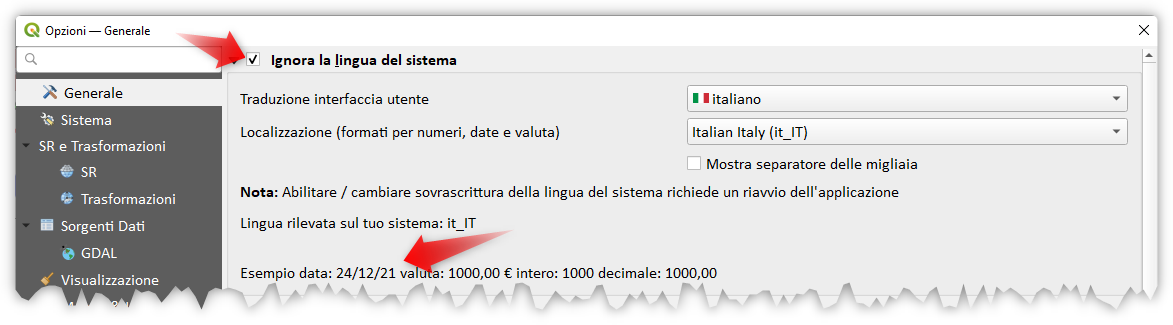 Opzioni — Generale
Ignora la lingua del sistema
Generale
Traduzione interfaccia utente
italiano
Sistema
Localizzazione (formati per numeri, date e valuta)
Italian Italy (it_IT)
SR e Trasformazioni
Mostra separatore delle migliaia
SR
Trasformazioni
Nota: Abilitare / cambiare sovrascrittura della lingua del sistema richiede un riavvio dell'applicazione
Sorgenti Dati
Lingua rilevata sul tuo sistema: it_IT
GDAL
Esempio data: 24/12/21 valuta: 1000,00 € intero: 1000 decimale: 1000,00
Visualizzazione